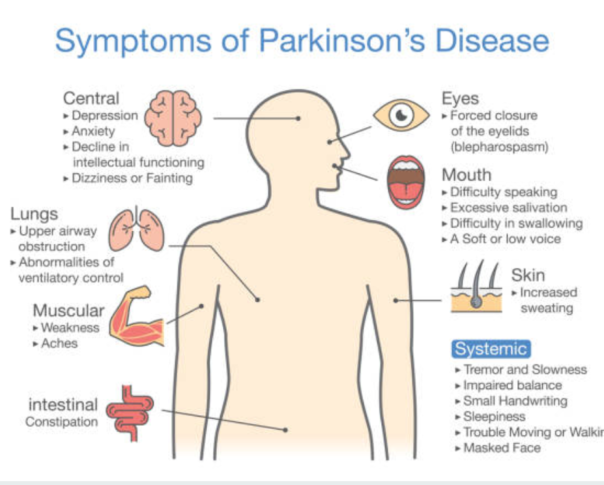 Symptoms of Parkinson's Disease
Central
▸ Depression
▸ Anxiety
▸ Decline in
intellectual functioning
▸ Dizziness or Fainting
Eyes
▸ Forced closure
of the eyelids
(blepharospasm)
Mouth
▸ Difficulty speaking
▸ Excessive salivation
▸ Difficulty in swallowing
▸ A Soft or low voice
Lungs
▸ Upper airway
obstruction
▸ Abnormalities of
ventilatory control
Skin
▸ Increased
sweating
Muscular
▸ Weakness
▸ Aches
intestinal
Constipation
Systemic
▸ Tremor and Slowness
▸ Impaired balance
▸ Small Handwriting
▸ Sleepiness
▸ Trouble Moving or Walkin
▸ Masked Face